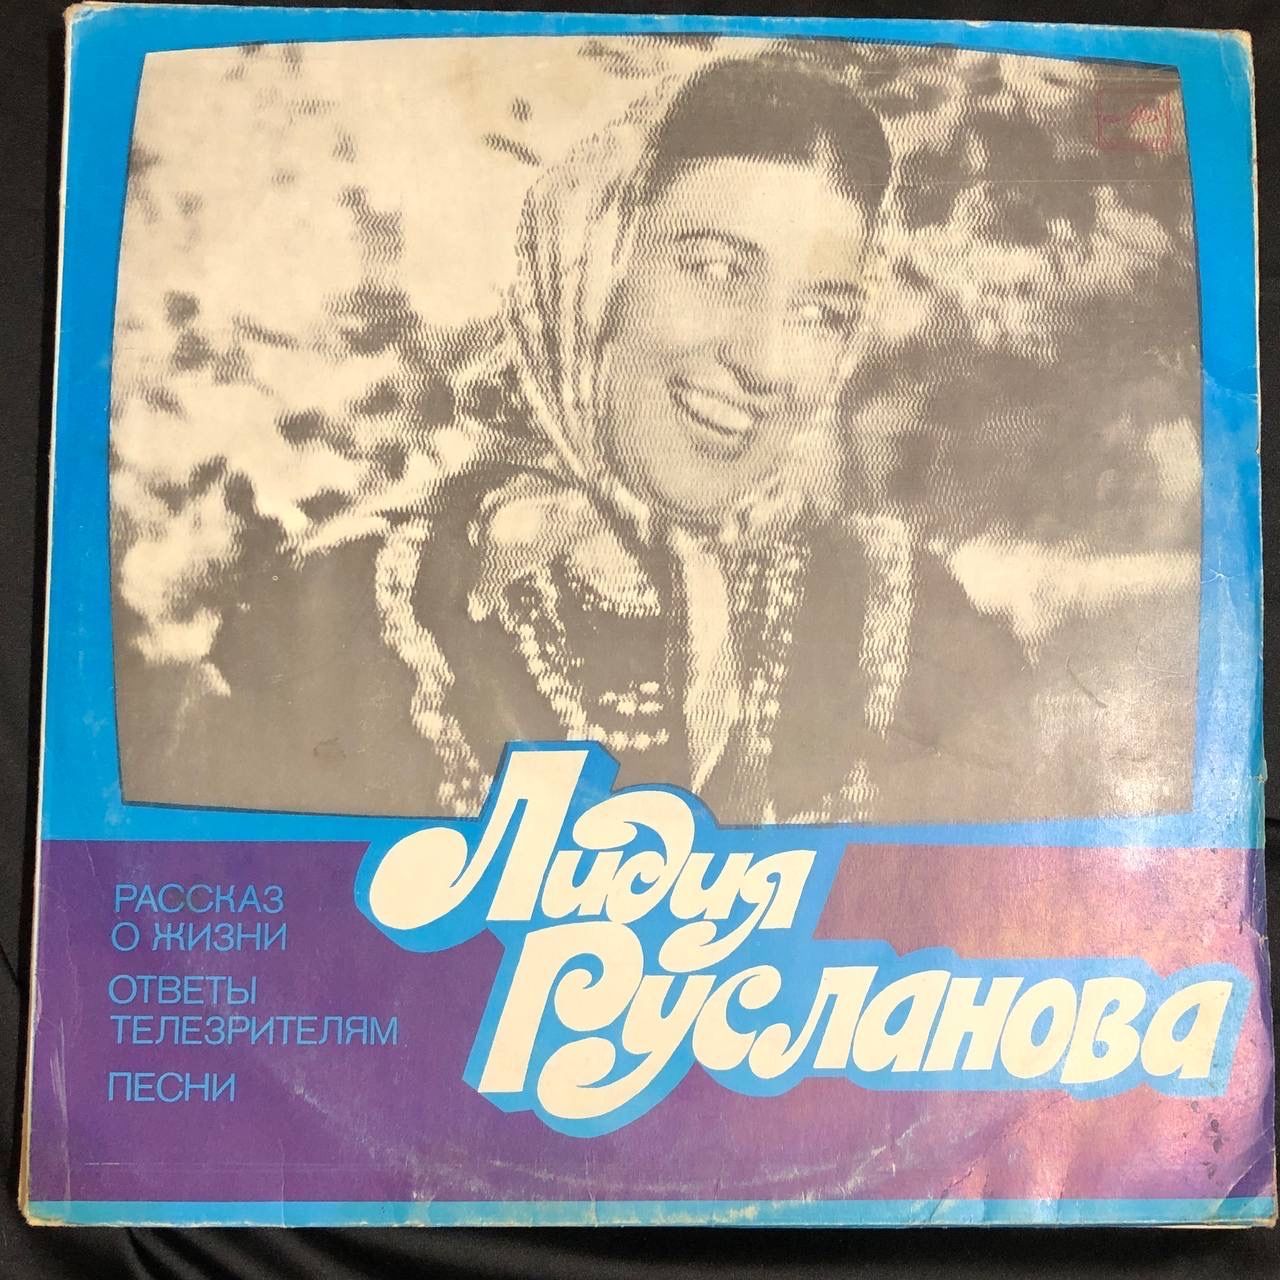 Лидия
Русланова
РАССКАЗ
О ЖИЗНИ
ОТВЕТЫ
ТЕЛЕЗРИТЕЛЯМ
ПЕСНИ